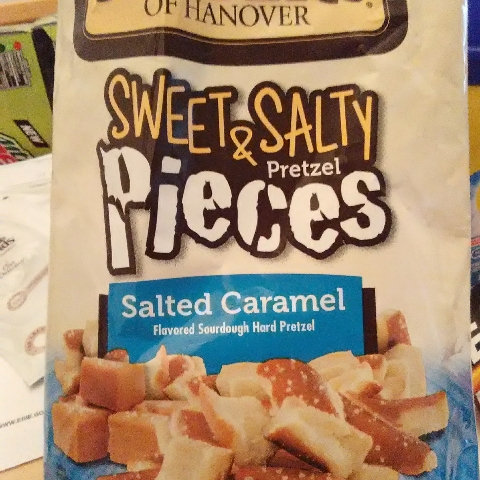 OF HANOVER
SWEET & SALTY
Pretzel
Pieces
Salted Caramel
Flavored Sourdough Hard Pretzel